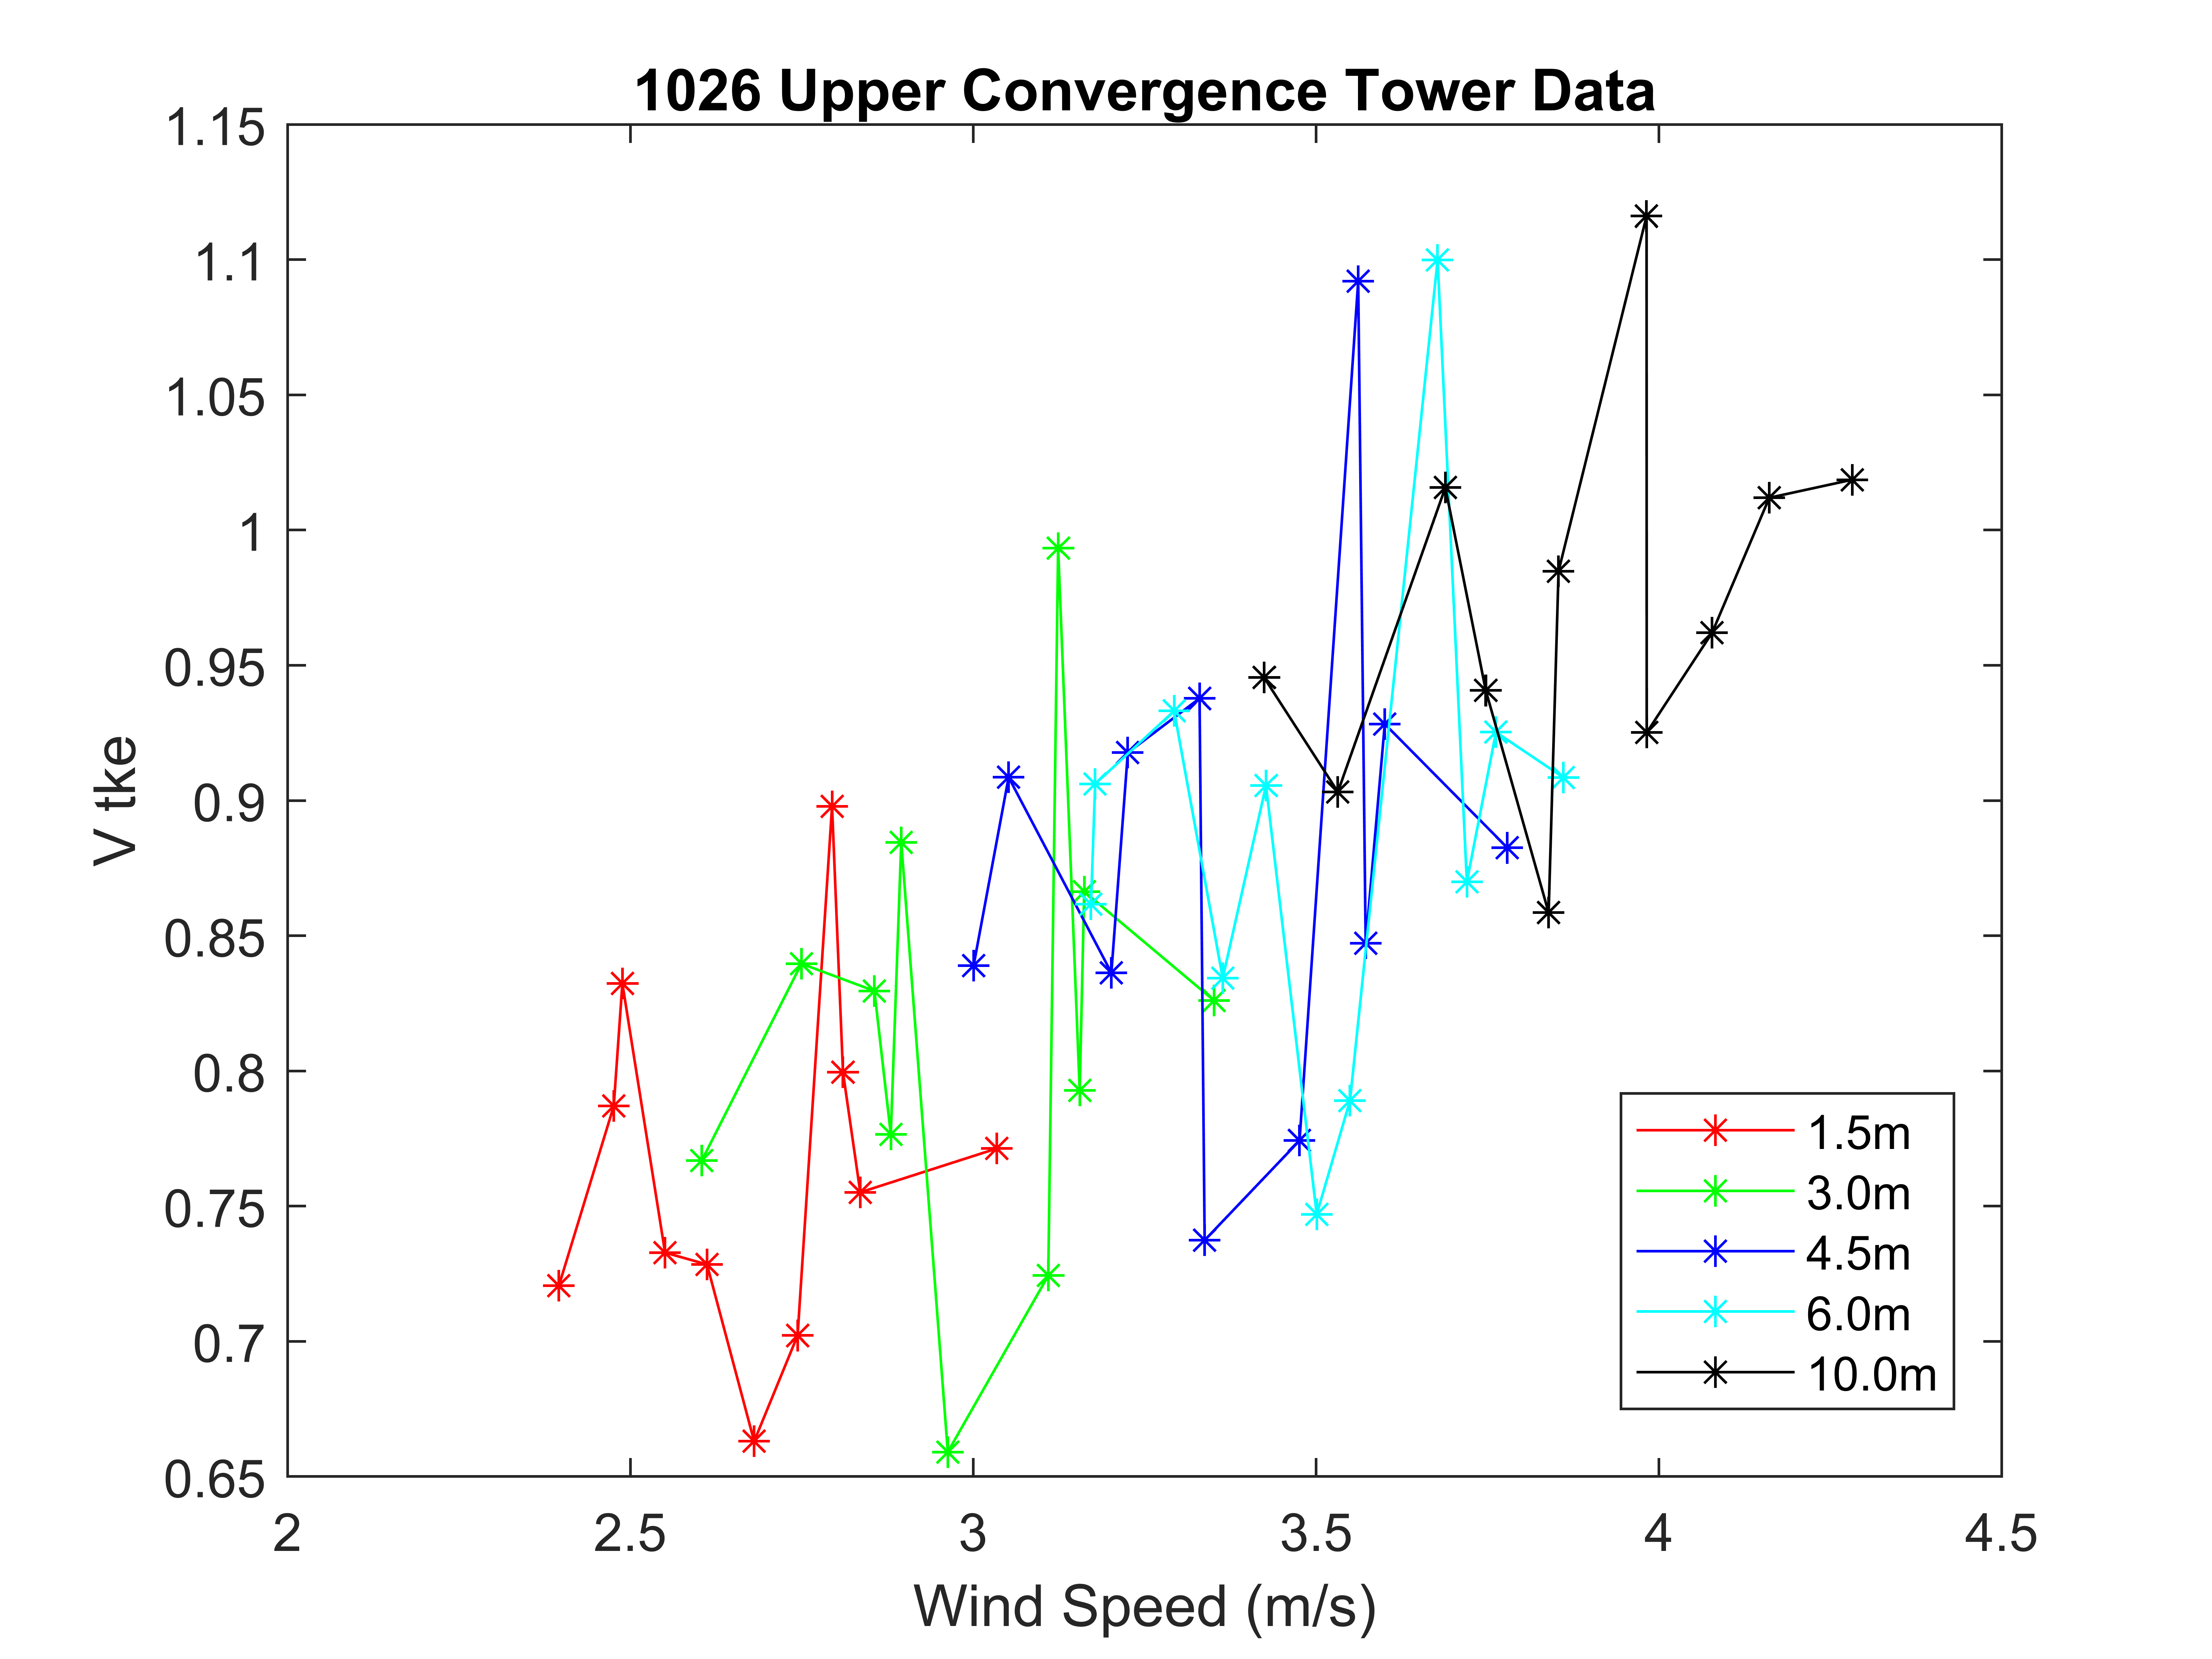 1026 Upper Convergence Tower Data
1.15
1.1
1.05
1
0.95
0.9
0.85
0.8
0.75
0.7
0.65
V tke
2 2.5 3 3.5 4 4.5
Wind Speed (m/s)
1.5m
3.0m
4.5m
6.0m
10.0m